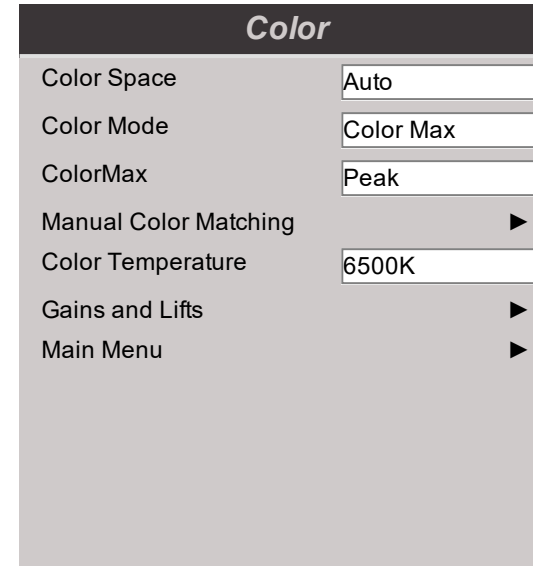 Color
Color Space Auto
Color Mode Color Max
ColorMax Peak
Manual Color Matching ►
Color Temperature 6500K
Gains and Lifts ►
Main Menu ►